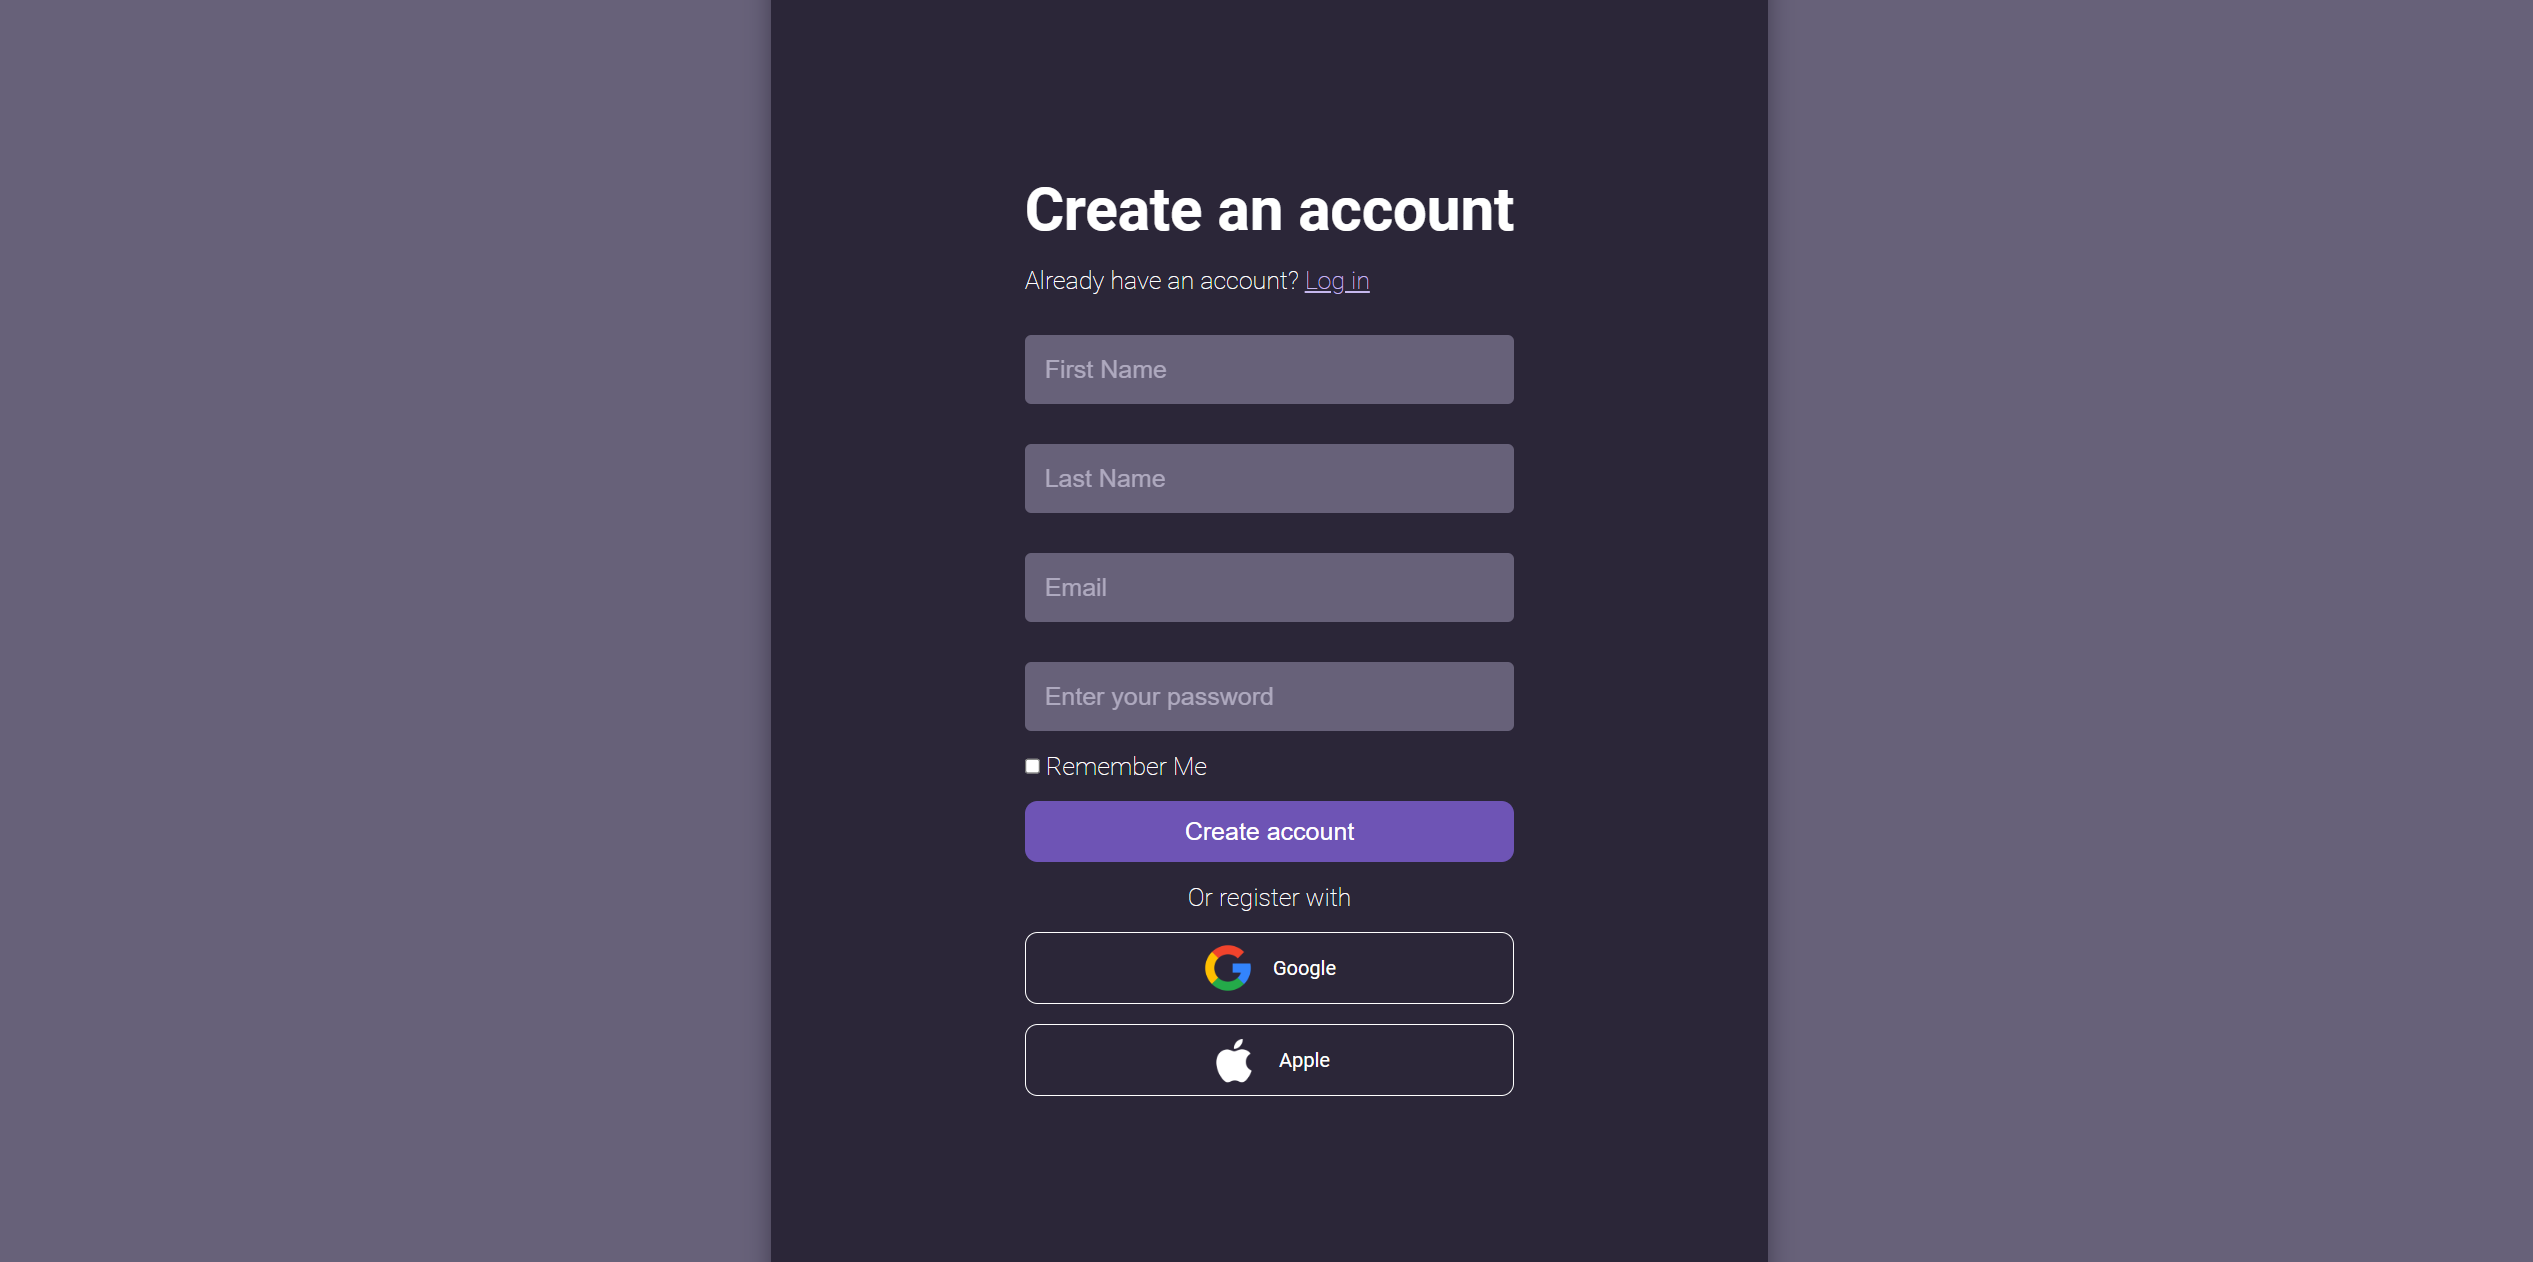 Create an account
Already have an account? Log in
First Name
Last Name
Email
Enter your password
Remember Me
Create account
Or register with
Google
Apple